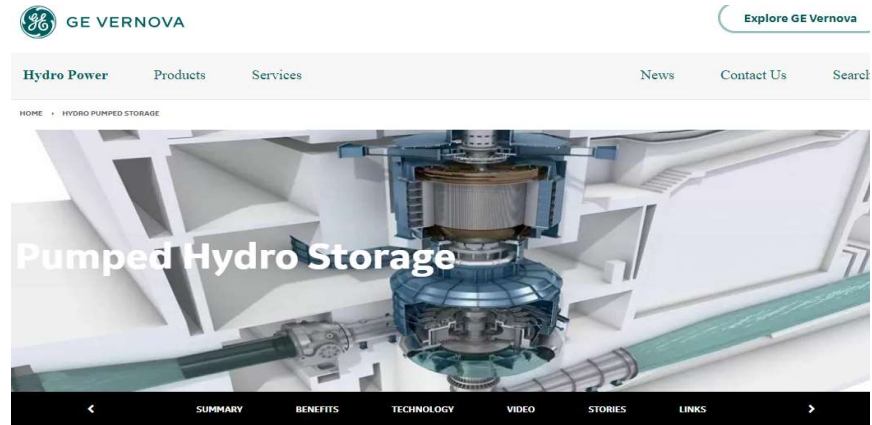 GE VERNOVA
Explore GE Vernova
Hydro Power Products Services News Contact Us Search
HOME › HYDRO PUMPED STORAGE
Pumped Hydro Storage
SUMMARY BENEFITS TECHNOLOGY VIDEO STORIES LINKS